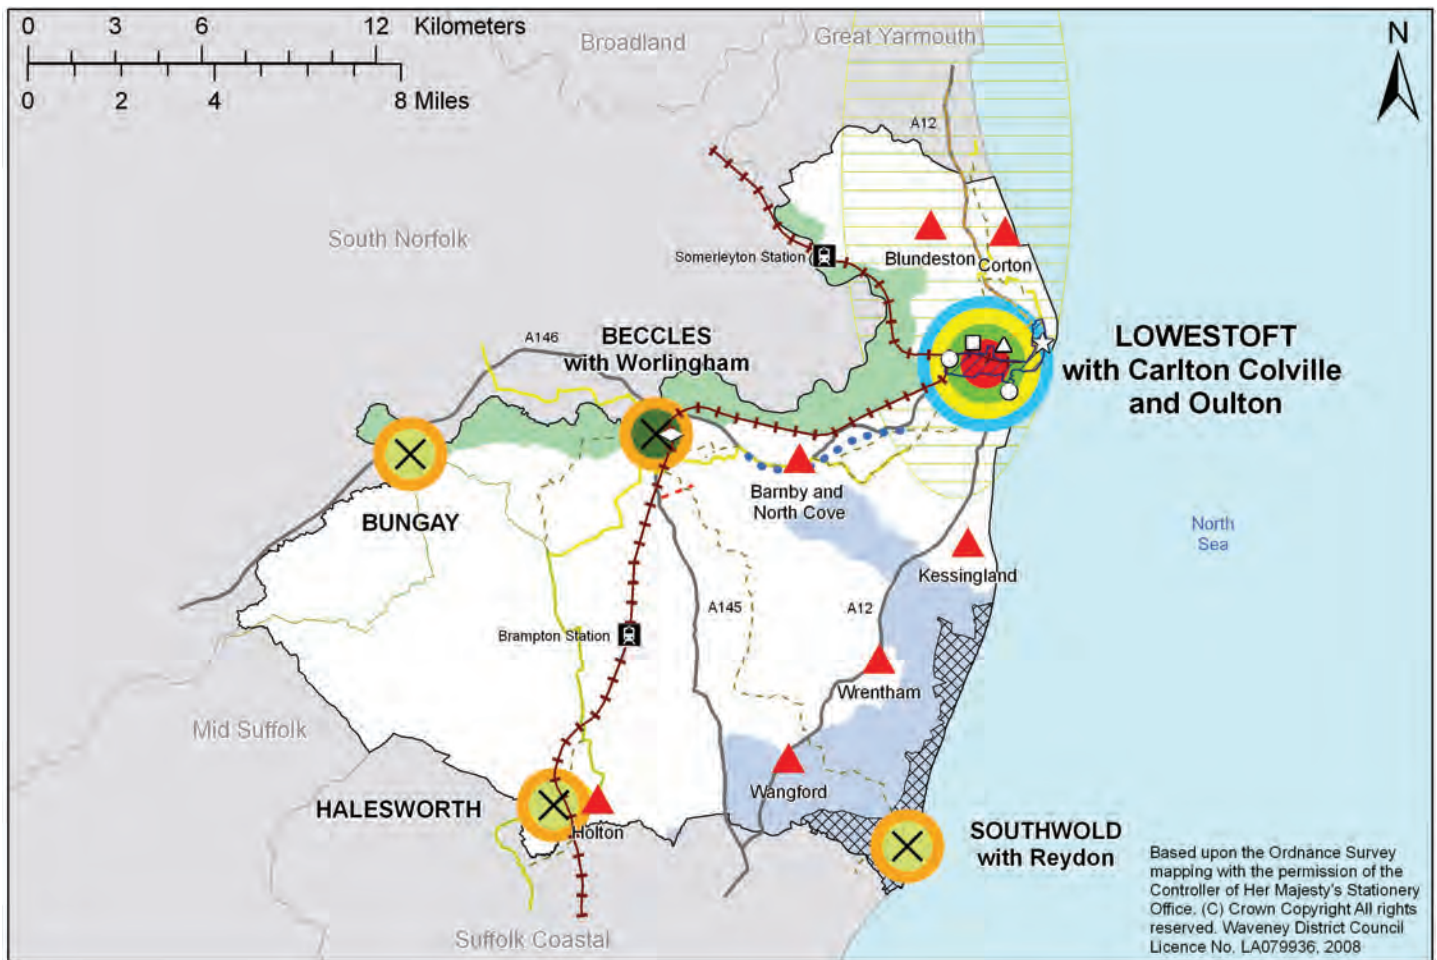 0 3 6 12 Kilometers
0 2 4 8 Miles
Broadland
Great Yarmouth
N
A12
South Norfolk
Somerleyton Station
Blundeston
Corton
A146
BECCLES
with Worlingham
LOWESTOFT
with Carlton Colville
and Oulton
BUNGAY
Barnby and
North Cove
North
Sea
Kessingland
A145
A12
Brampton Station
Wrentham
Mid Suffolk
Wangford
HALESWORTH
Holton
SOUTHWOLD
with Reydon
Suffolk Coastal
Based upon the Ordnance Survey
mapping with the permission of the
Controller of Her Majesty's Stationery
Office. (C) Crown Copyright All rights
reserved. Waveney District Council
Licence No. LA079936, 2008